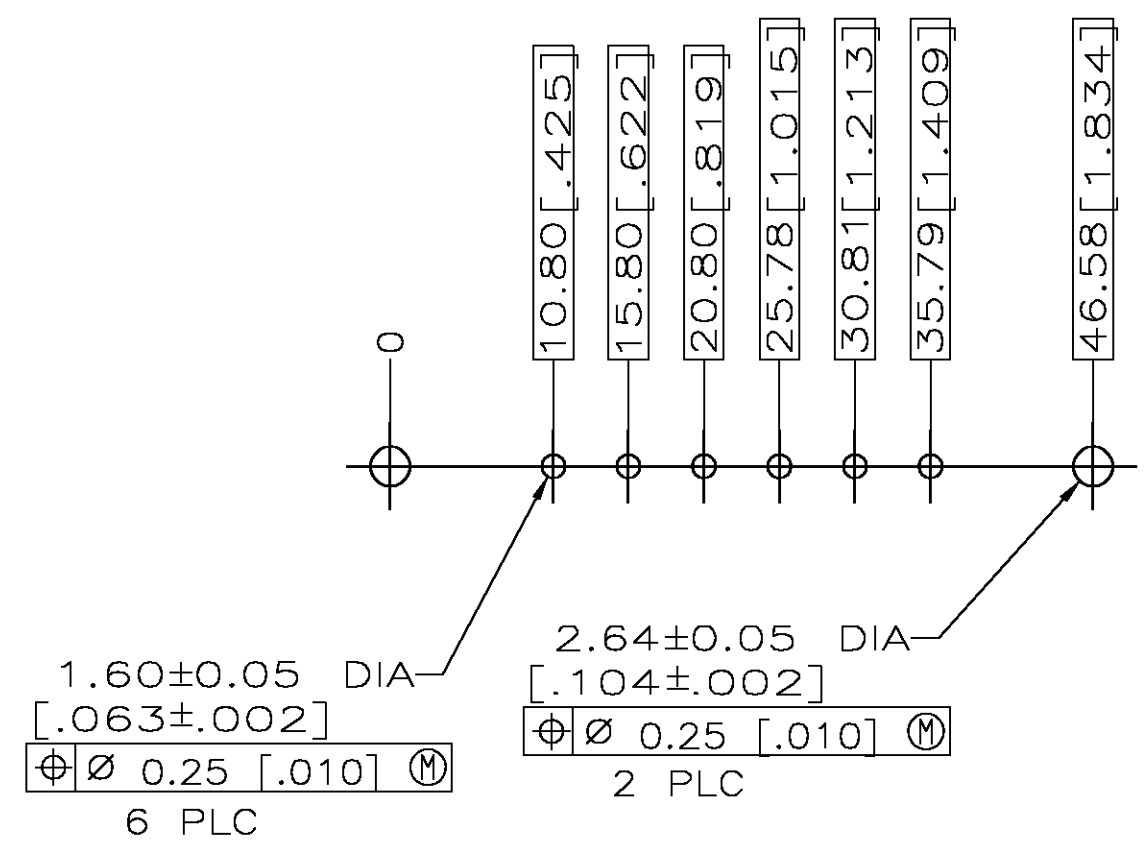 0
10.80[.425]
15.80[.622]
20.80[.819]
25.78[1.015]
30.81[1.213]
35.79[1.409]
46.58[1.834]
1.60±0.05 DIA
[.063±.002]
⌖ ⌀ 0.25 [.010] Ⓜ
6 PLC
2.64±0.05 DIA
[.104±.002]
⌖ ⌀ 0.25 [.010] Ⓜ
2 PLC